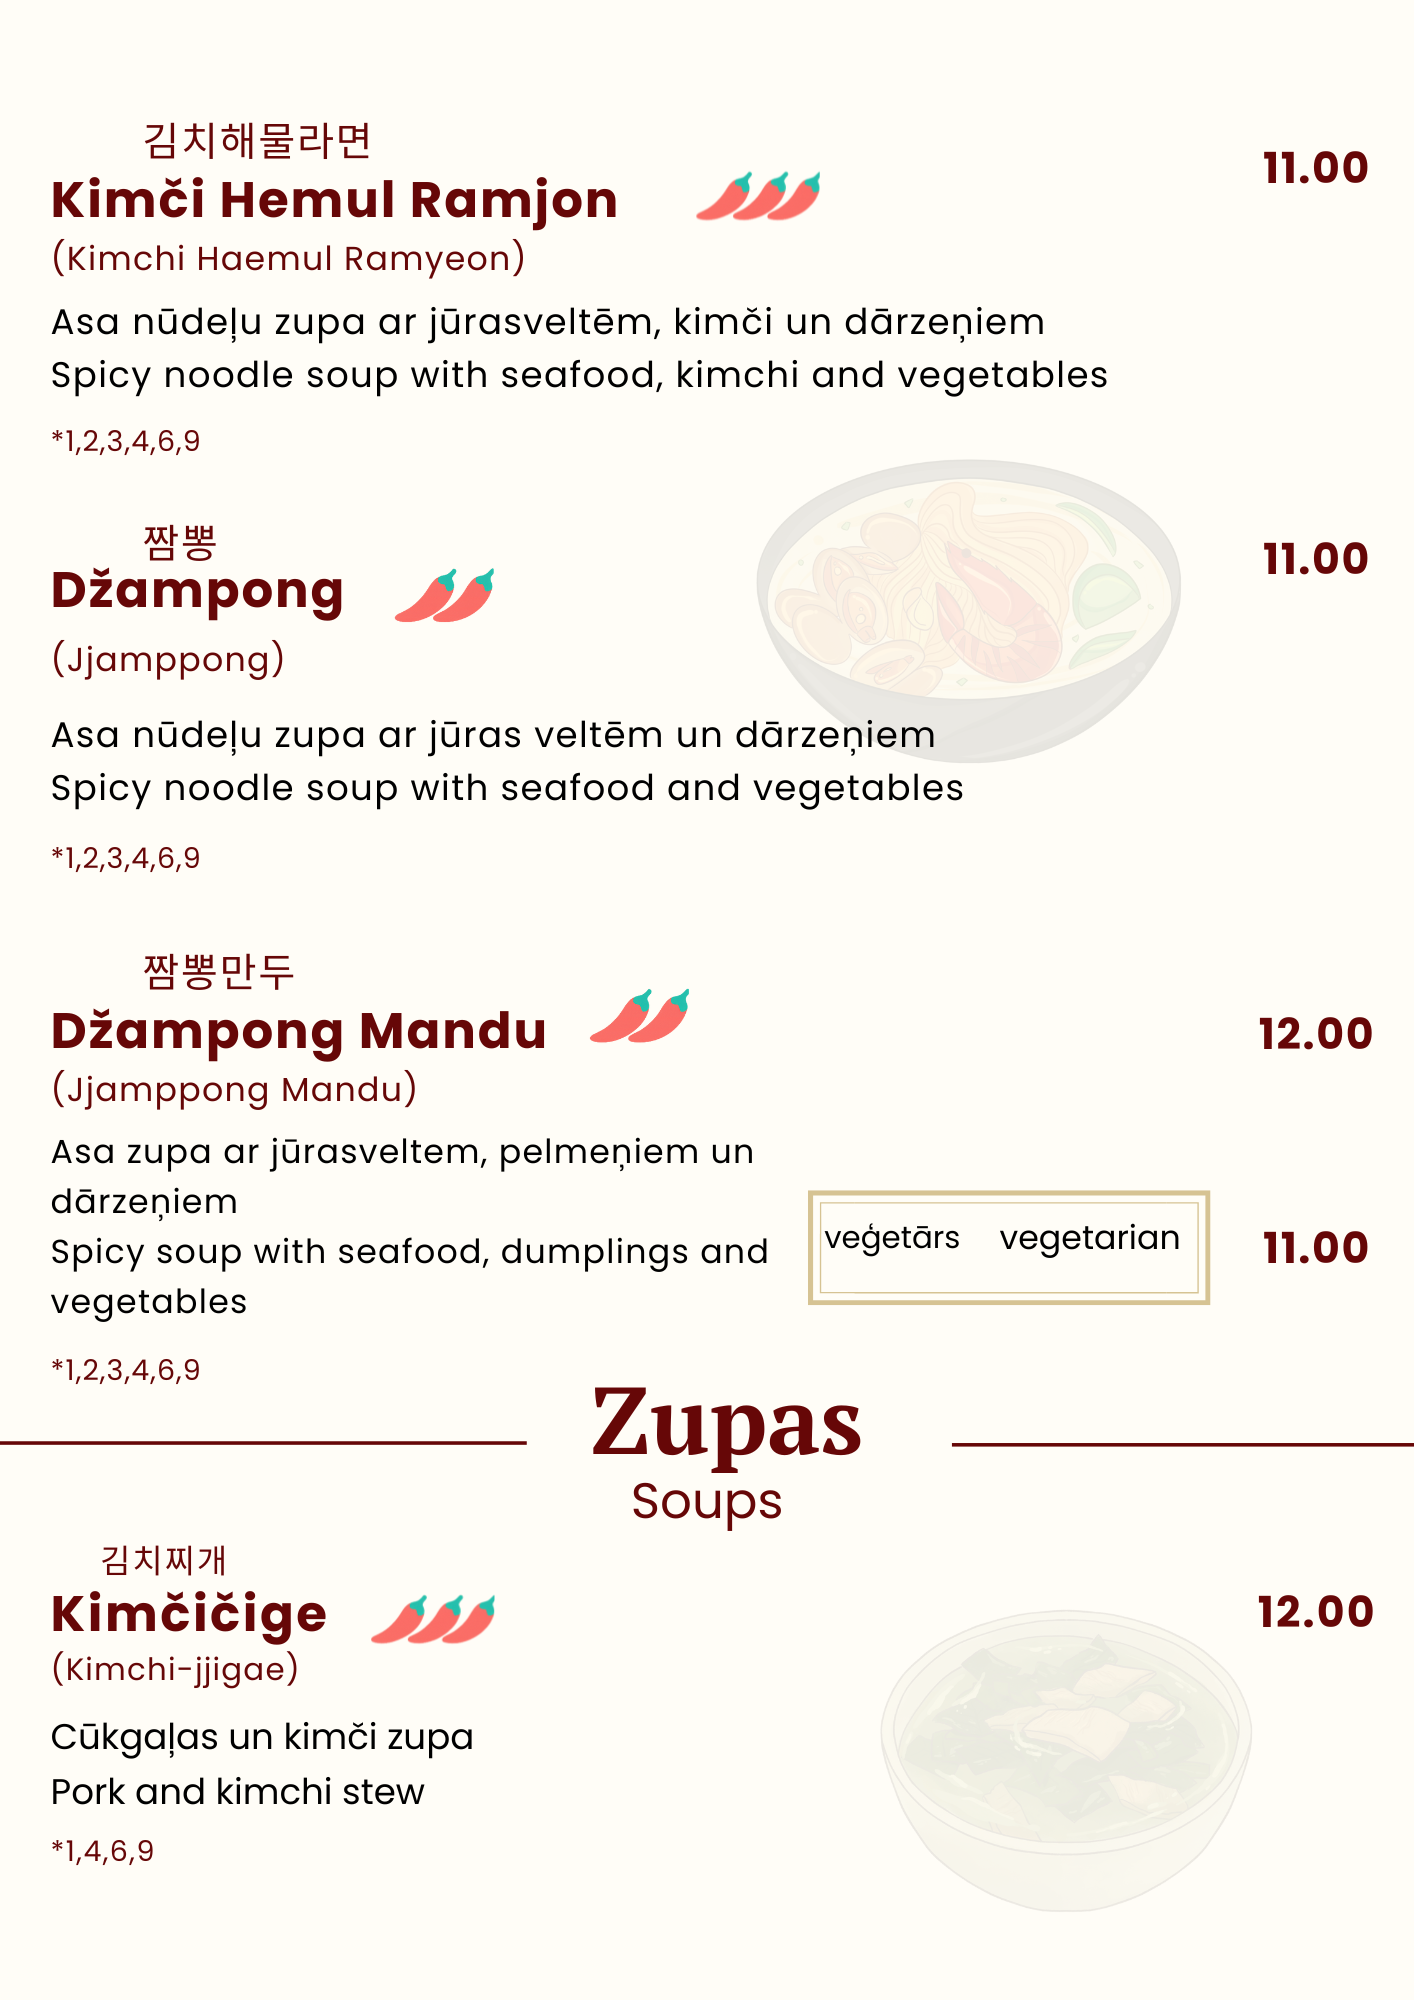 김치해물라면
Kimči Hemul Ramjon
11.00
(Kimchi Haemul Ramyeon)
Asa nūdeļu zupa ar jūrasveltēm, kimči un dārzeņiem
Spicy noodle soup with seafood, kimchi and vegetables
*1,2,3,4,6,9
짬뽕
Džampong
11.00
(Jjamppong)
Asa nūdeļu zupa ar jūras veltēm un dārzeņiem
Spicy noodle soup with seafood and vegetables
*1,2,3,4,6,9
짬뽕만두
Džampong Mandu
12.00
(Jjamppong Mandu)
Asa zupa ar jūrasveltem, pelmeņiem un
dārzeņiem
Spicy soup with seafood, dumplings and
vegetables
veģetārs vegetarian
11.00
*1,2,3,4,6,9
Zupas
Soups
김치찌개
Kimčičige
12.00
(Kimchi-jjigae)
Cūkgaļas un kimči zupa
Pork and kimchi stew
*1,4,6,9